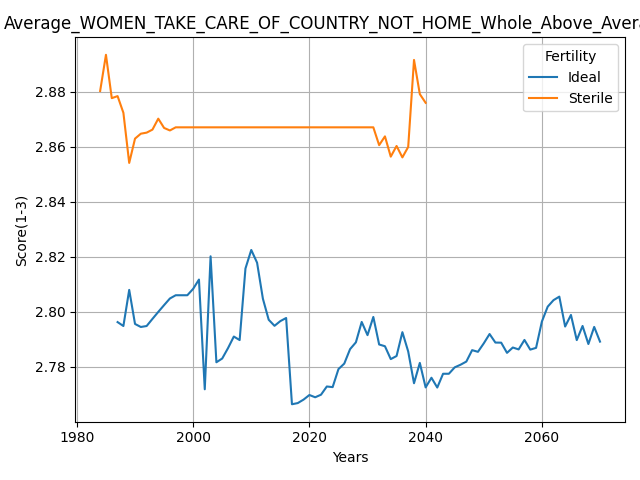 Average_WOMEN_TAKE_CARE_OF_COUNTRY_NOT_HOME_Whole_Above_Avera
Fertility
Ideal
Sterile
2.88
2.86
2.84
2.82
2.80
2.78
Score(1-3)
1980 2000 2020 2040 2060
Years